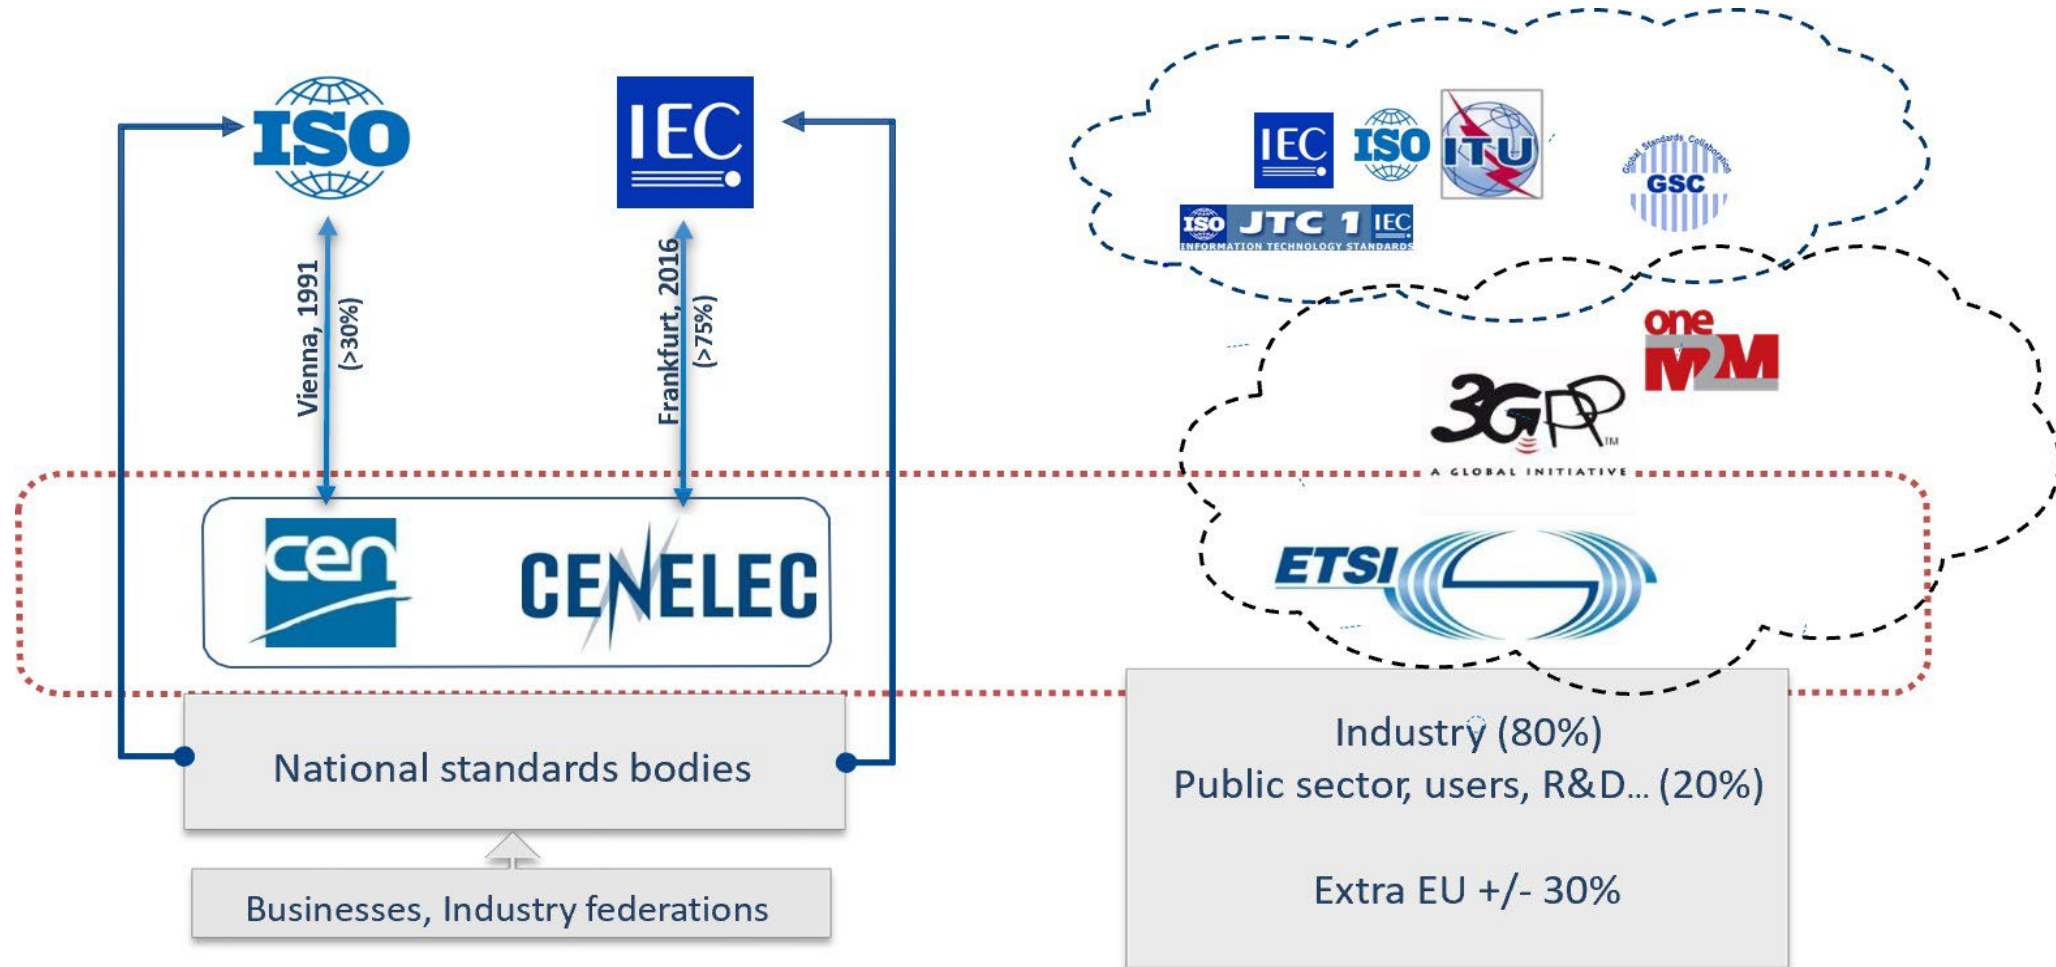 ISO
IEC
Vienna, 1991
(>30%)
Frankfurt, 2016
(>75%)
cen
CENELEC
National standards bodies
Businesses, Industry federations
IEC
ISO
ITU
Global Standards Collaboration
GSC
ISO JTC 1 IEC
INFORMATION TECHNOLOGY STANDARDS
one
M2M
3GPP
TM
A GLOBAL INITIATIVE
ETSI
Industry (80%)
Public sector, users, R&D... (20%)
Extra EU +/- 30%